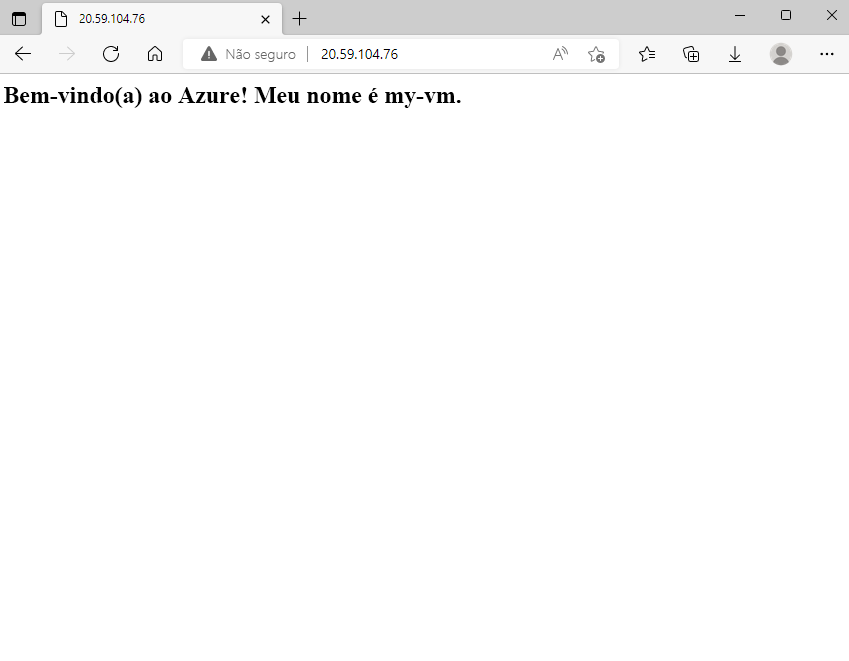 20.59.104.76
Não seguro 20.59.104.76
Bem-vindo(a) ao Azure! Meu nome é my-vm.